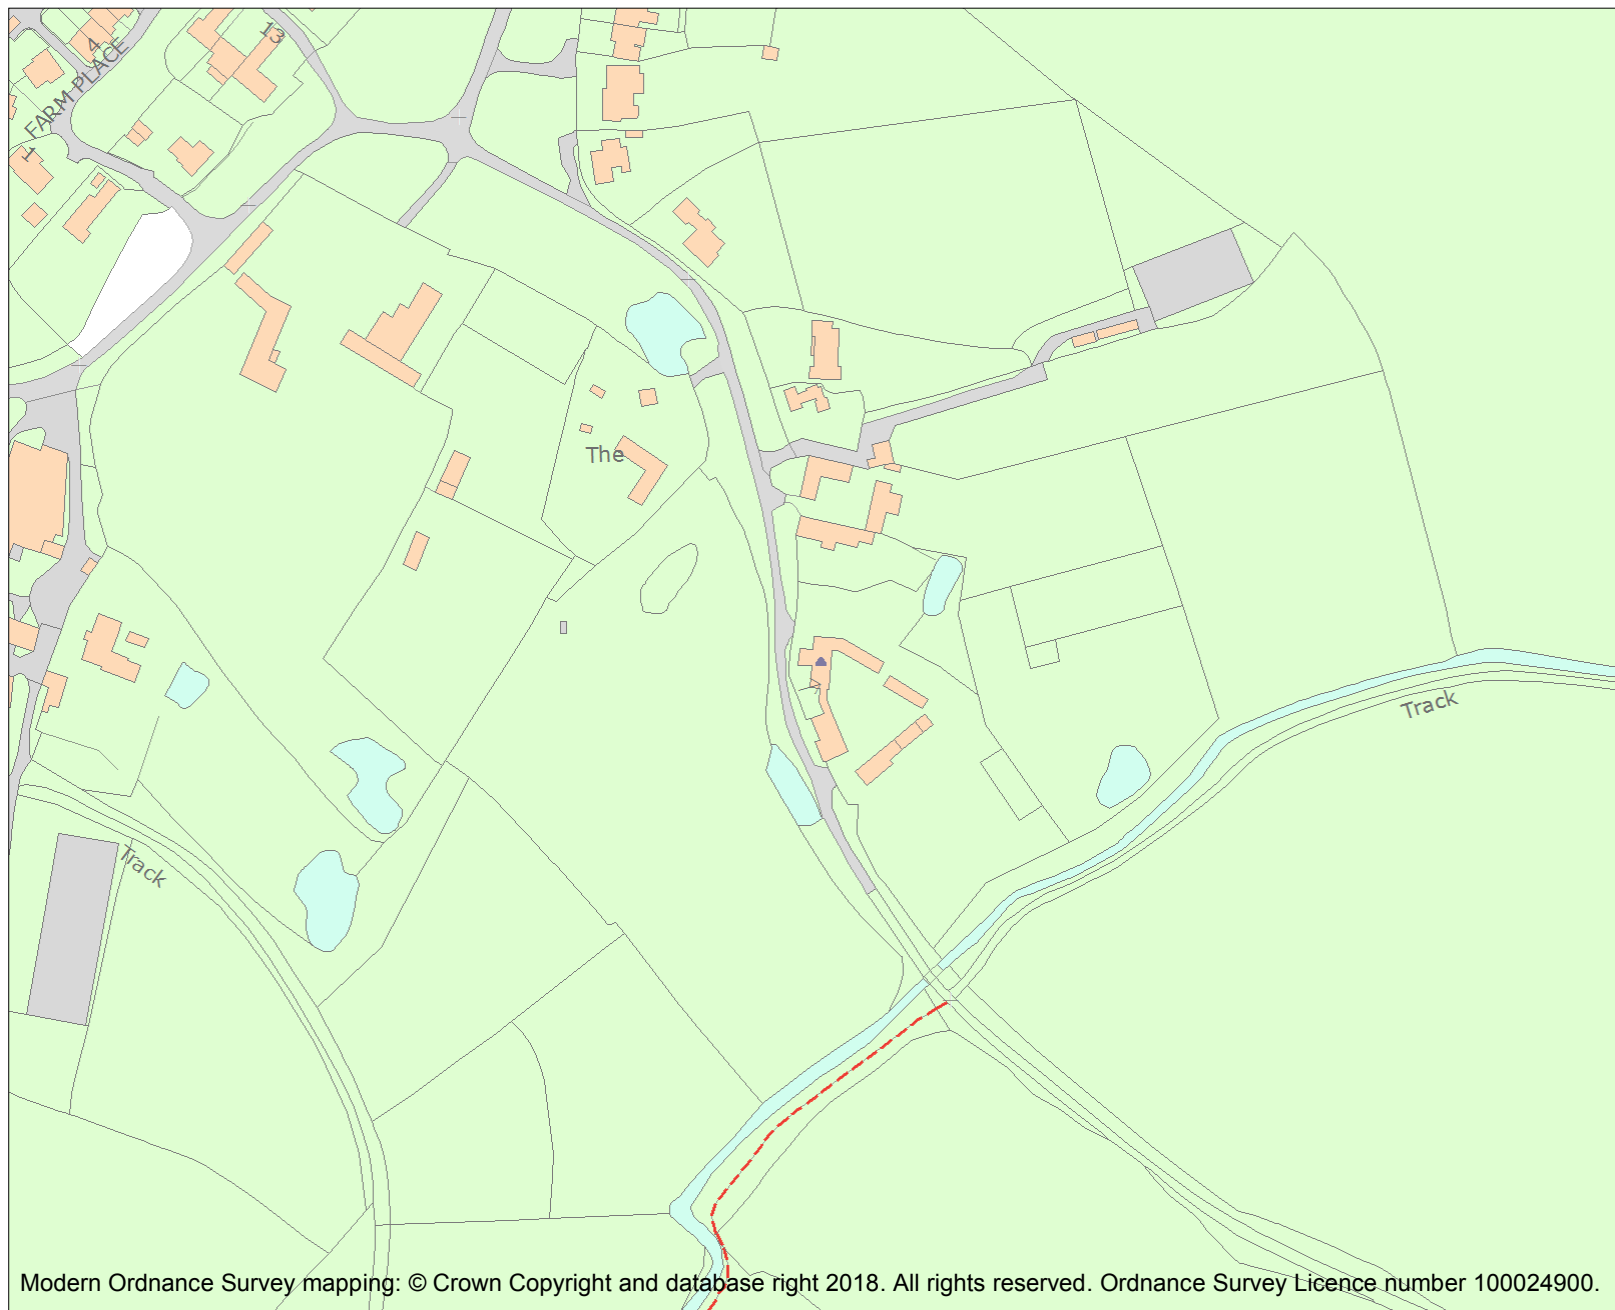 13
4
FARM PLACE
1
The
Track
Track
Modern Ordnance Survey mapping: © Crown Copyright and database right 2018. All rights reserved. Ordnance Survey Licence number 100024900.